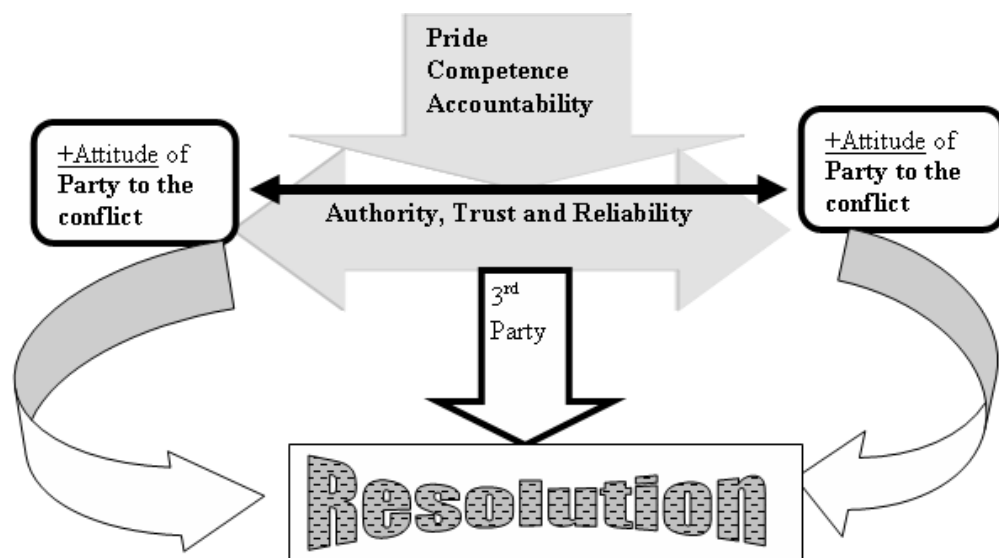 Pride
Competence
Accountability
+Attitude of
Party to the
conflict
+Attitude of
Party to the
conflict
Authority, Trust and Reliability
3rd
Party
Resolution